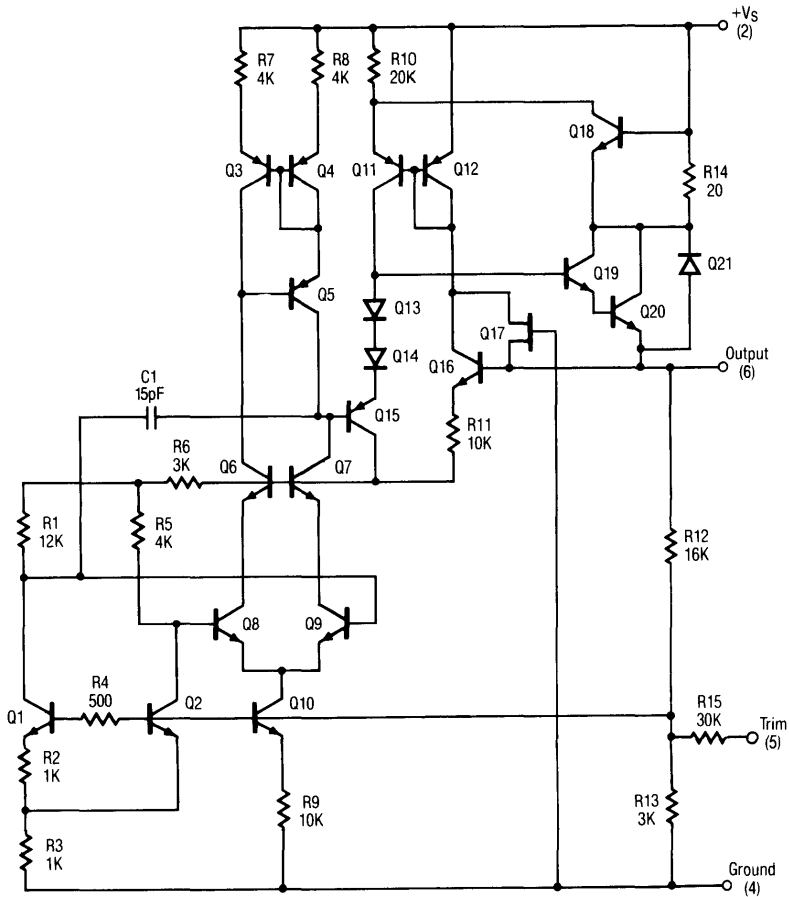 +VS
(2)
R7
4K
R8
4K
R10
20K
Q18
Q3
Q4
Q11
Q12
R14
20
Q5
Q19
Q21
Q13
Q20
Q17
Q14
Q16
Output
(6)
C1
15pF
Q15
R11
10K
R6
3K
Q6
Q7
R1
12K
R5
4K
R12
16K
Q8
Q9
R4
500
Q1
Q2
Q10
R15
30K
Trim
(5)
R2
1K
R9
10K
R13
3K
R3
1K
Ground
(4)